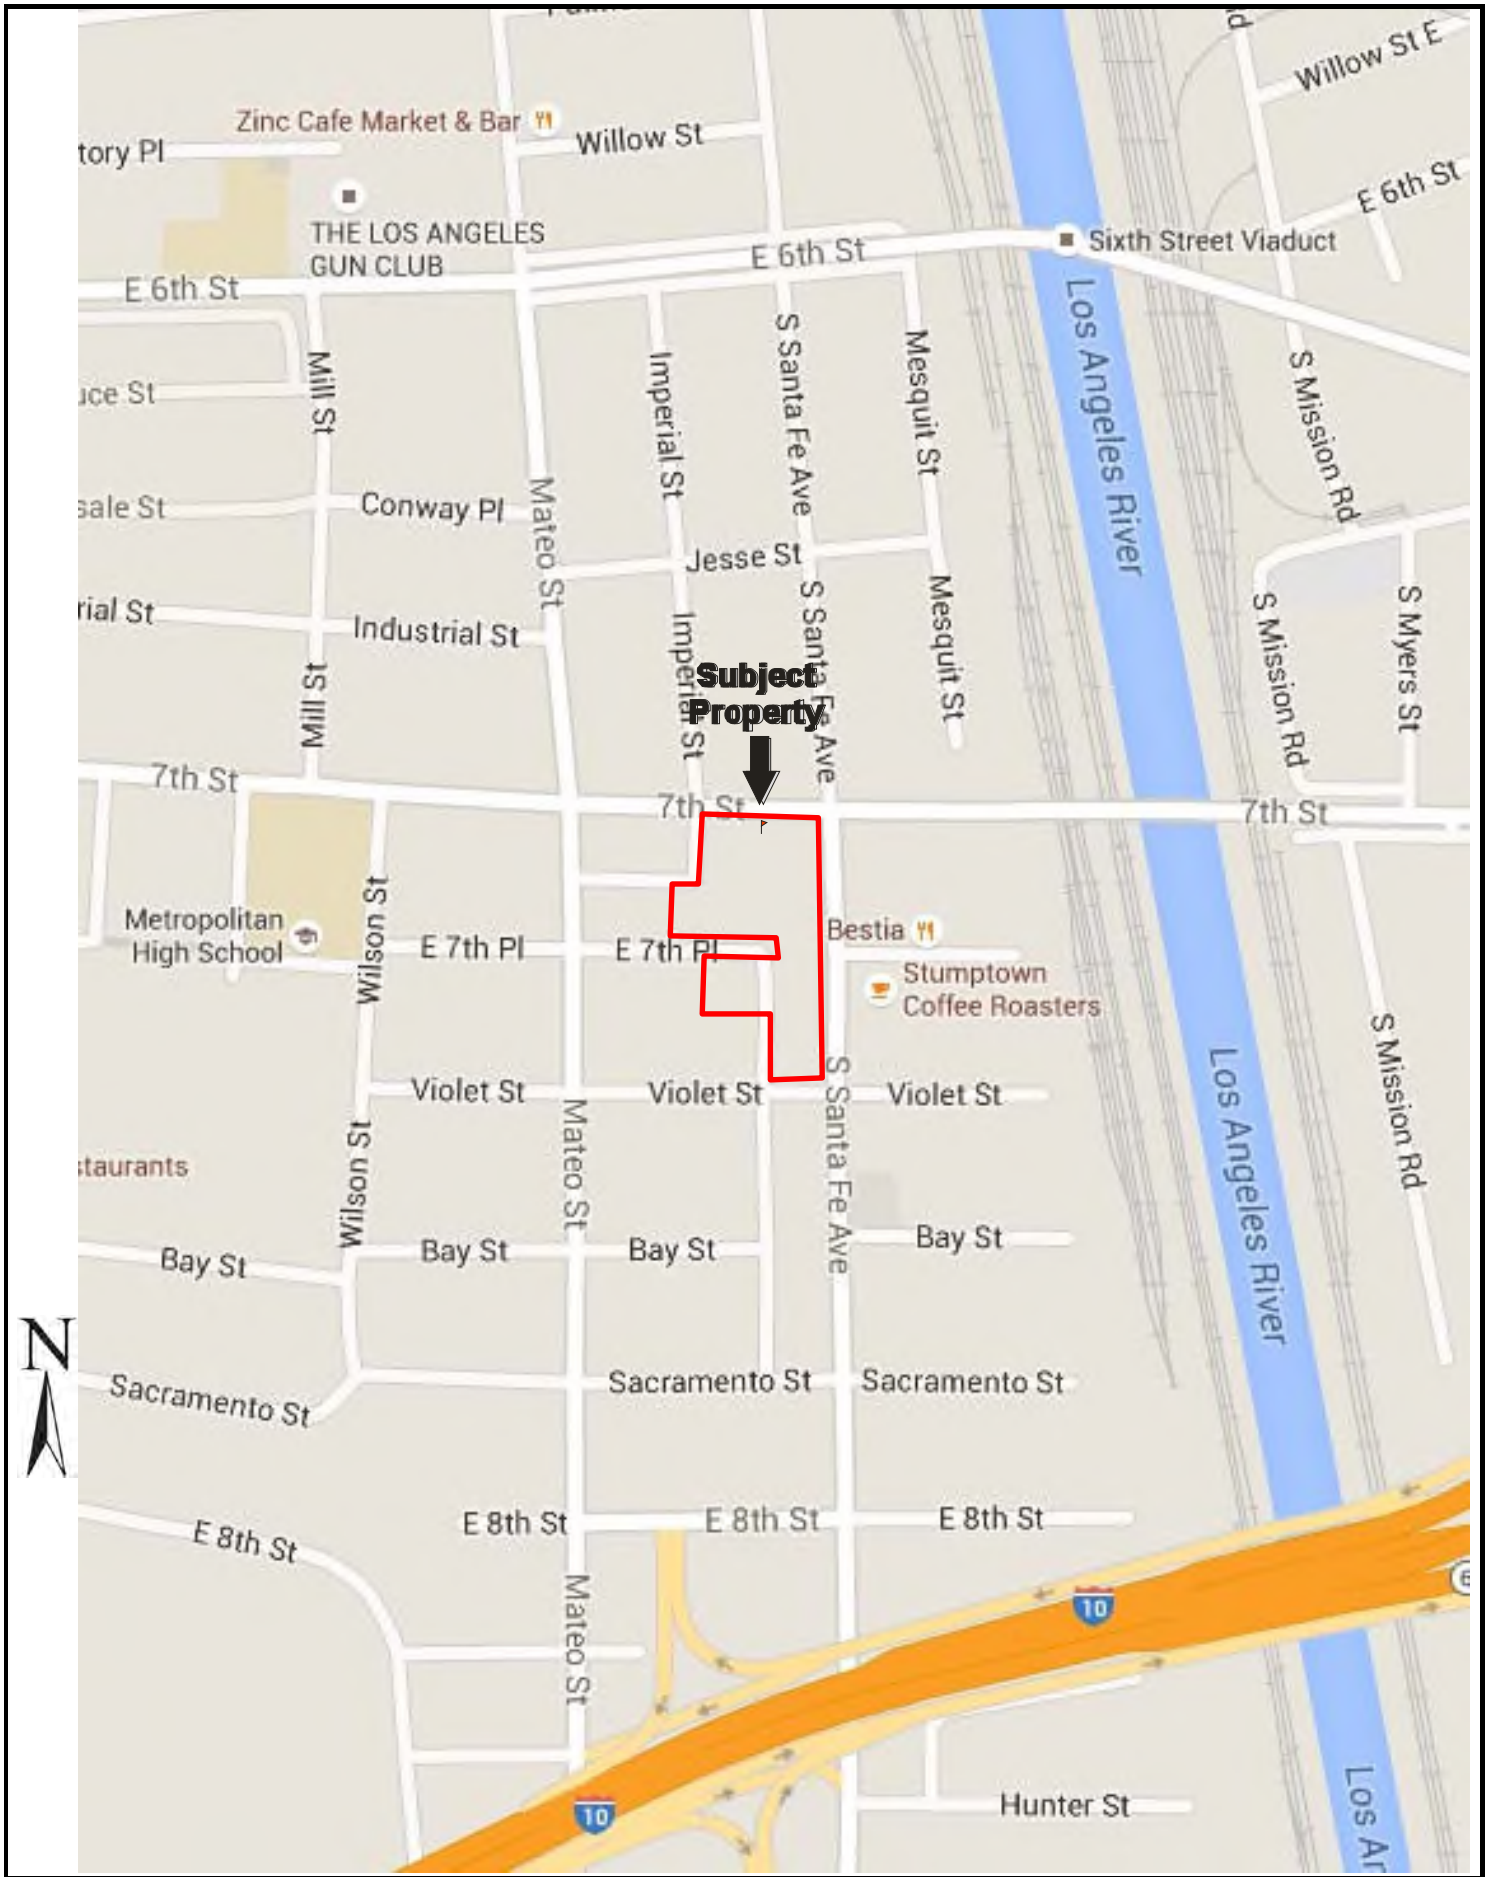 Willow St E
Zinc Cafe Market & Bar
tory Pl
Willow St
E 6th St
THE LOS ANGELES
GUN CLUB
E 6th St
Sixth Street Viaduct
E 6th St
Los Angeles River
S Santa Fe Ave
Mesquit St
Imperial St
Mill St
S Mission Rd
uce St
Mateo St
sale St
Conway Pl
Jesse St
Mesquit St
S Santa Fe Ave
S Mission Rd
S Myers St
rial St
Industrial St
Imperial St
Mill St
Subject
Property
7th St
7th St
7th St
Wilson St
Metropolitan
High School
E 7th Pl
E 7th Pl
Bestia
Stumptown
Coffee Roasters
S Mission Rd
Los Angeles River
Violet St
Violet St
Violet St
S Santa Fe Ave
Mateo St
Wilson St
staurants
Bay St
Bay St
Bay St
Bay St
N
Sacramento St
Sacramento St
Sacramento St
E 8th St
E 8th St
E 8th St
E 8th St
Mateo St
10
6
10
Hunter St
Los Ar